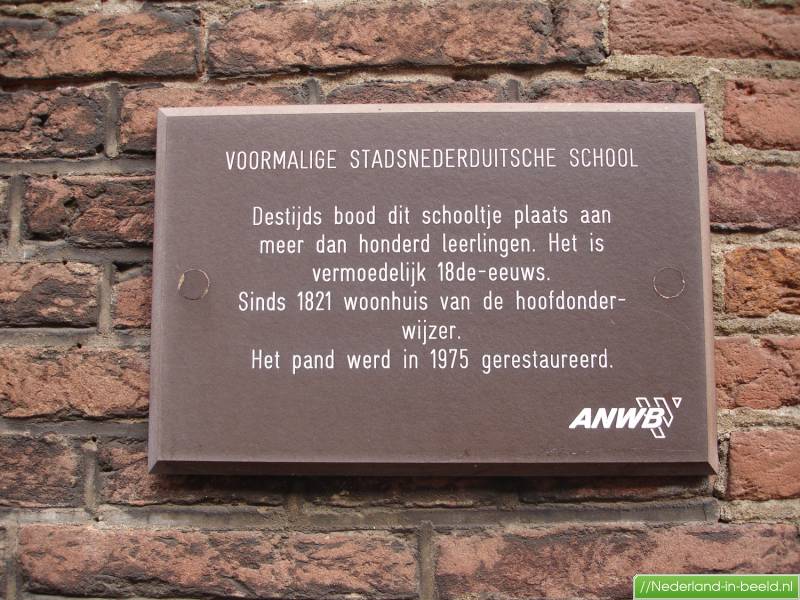 VOORMALIGE STADSNEDERDUITSCHE SCHOOL
Destijds bood dit schooltje plaats aan
meer dan honderd leerlingen. Het is
vermoedelijk 18de-eeuws.
Sinds 1821 woonhuis van de hoofdonder-
wijzer.
Het pand werd in 1975 gerestaureerd.
ANWB
//Nederland-in-beeld.nl